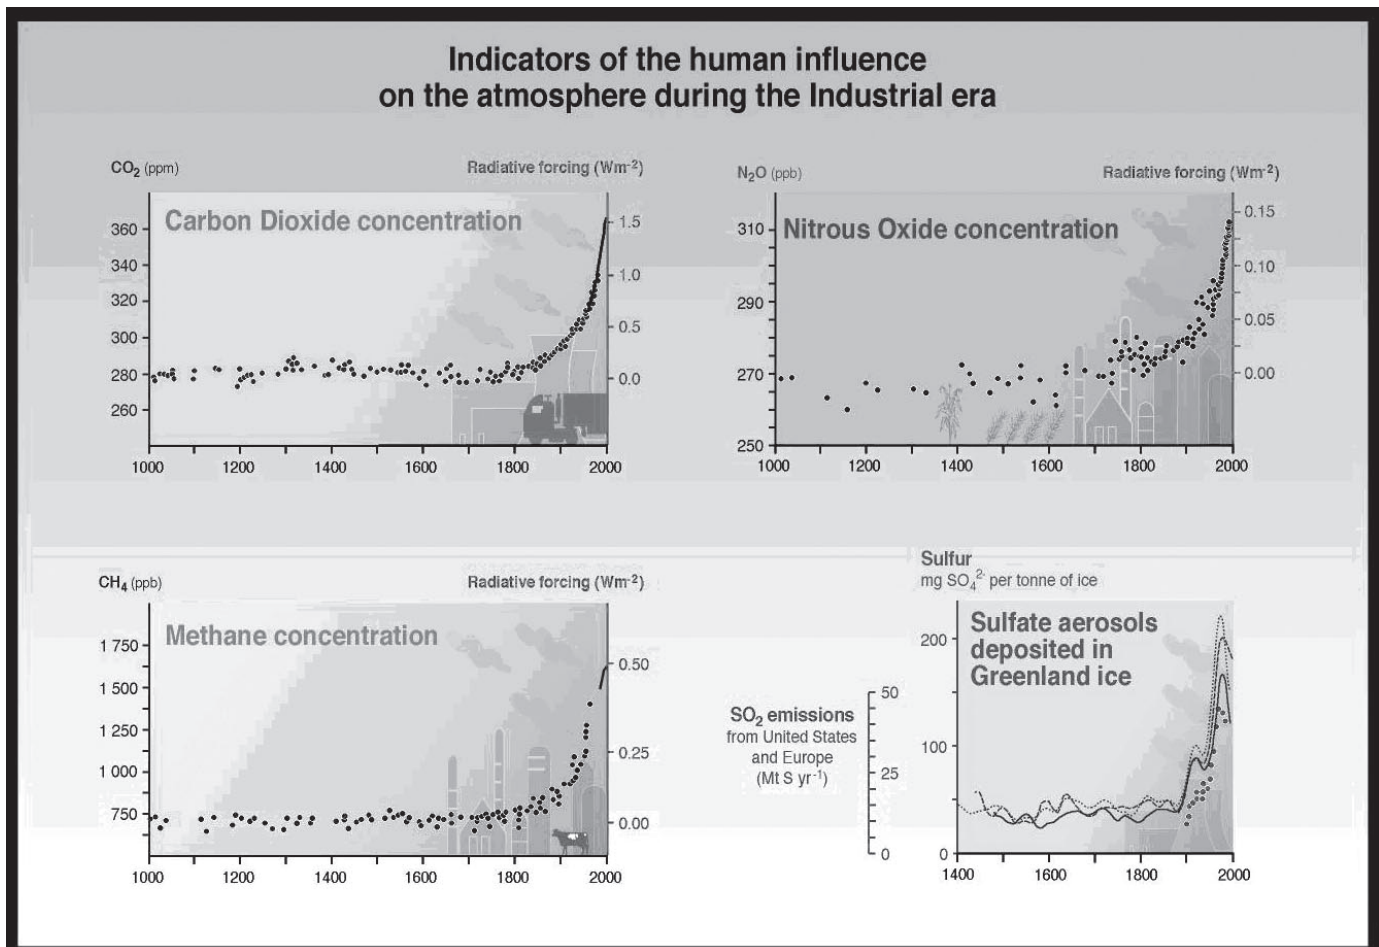 Indicators of the human influence
on the atmosphere during the Industrial era
CO₂ (ppm)
Radiative forcing (Wm⁻²)
Carbon Dioxide concentration
360
340
320
300
280
260
1.5
1.0
0.5
0.0
1000 1200 1400 1600 1800 2000
N₂O (ppb)
Radiative forcing (Wm⁻²)
Nitrous Oxide concentration
310
290
270
250
0.15
0.10
0.05
0.00
1000 1200 1400 1600 1800 2000
CH₄ (ppb)
Radiative forcing (Wm⁻²)
Methane concentration
1 750
1 500
1 250
1 000
750
0.50
0.25
0.00
1000 1200 1400 1600 1800 2000
Sulfur
mg SO₄²⁻ per tonne of ice
Sulfate aerosols
deposited in
Greenland ice
200
100
0
SO₂ emissions
from United States
and Europe
(Mt S yr⁻¹)
50
25
0
1400 1600 1800 2000